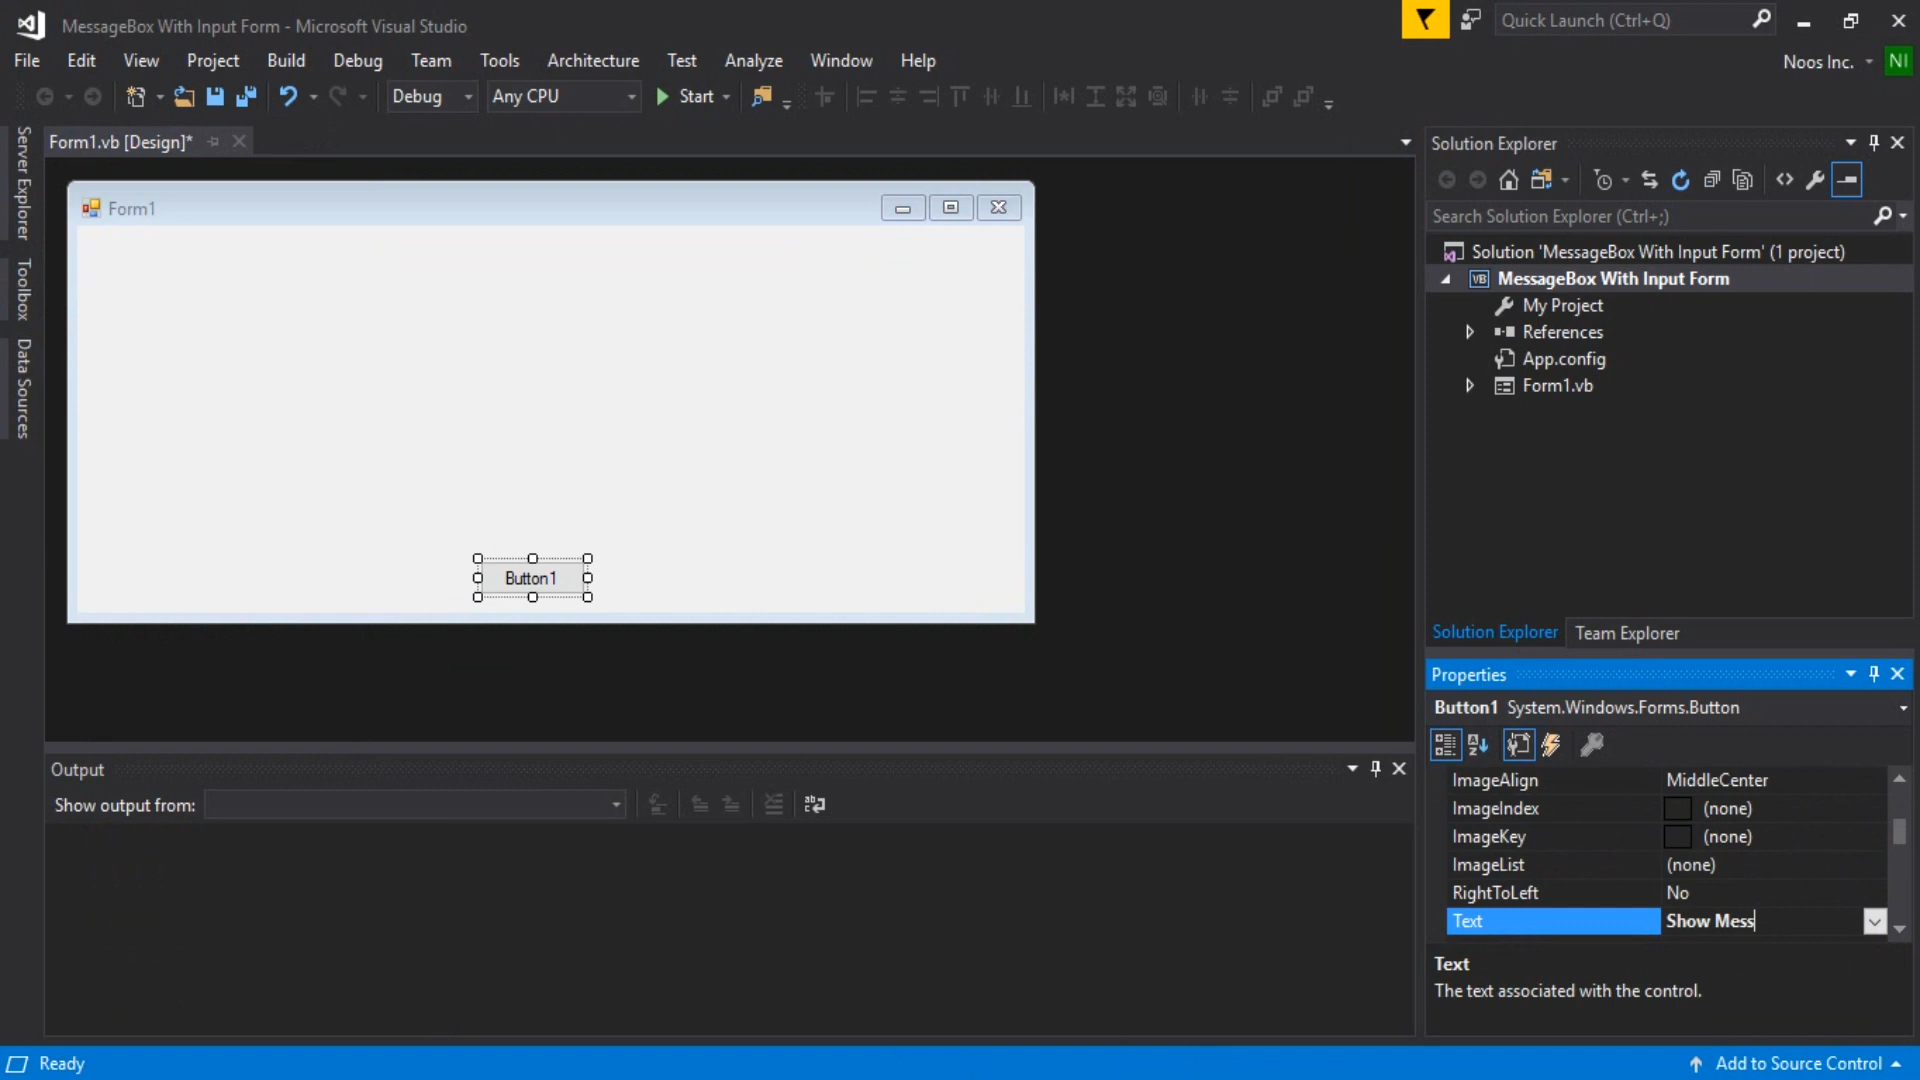 MessageBox With Input Form - Microsoft Visual Studio
Quick Launch (Ctrl+Q)
File Edit View Project Build Debug Team Tools Architecture Test Analyze Window Help
Noos Inc. NI
Debug Any CPU Start
Server Explorer
Toolbox
Data Sources
Form1.vb [Design]*
Form1
Button1
Output
Show output from:
Solution Explorer
Search Solution Explorer (Ctrl+;)
Solution 'MessageBox With Input Form' (1 project)
VB MessageBox With Input Form
My Project
References
App.config
Form1.vb
Solution Explorer Team Explorer
Properties
Button1 System.Windows.Forms.Button
ImageAlign MiddleCenter
ImageIndex (none)
ImageKey (none)
ImageList (none)
RightToLeft No
Text Show Mess
Text
The text associated with the control.
Ready
Add to Source Control